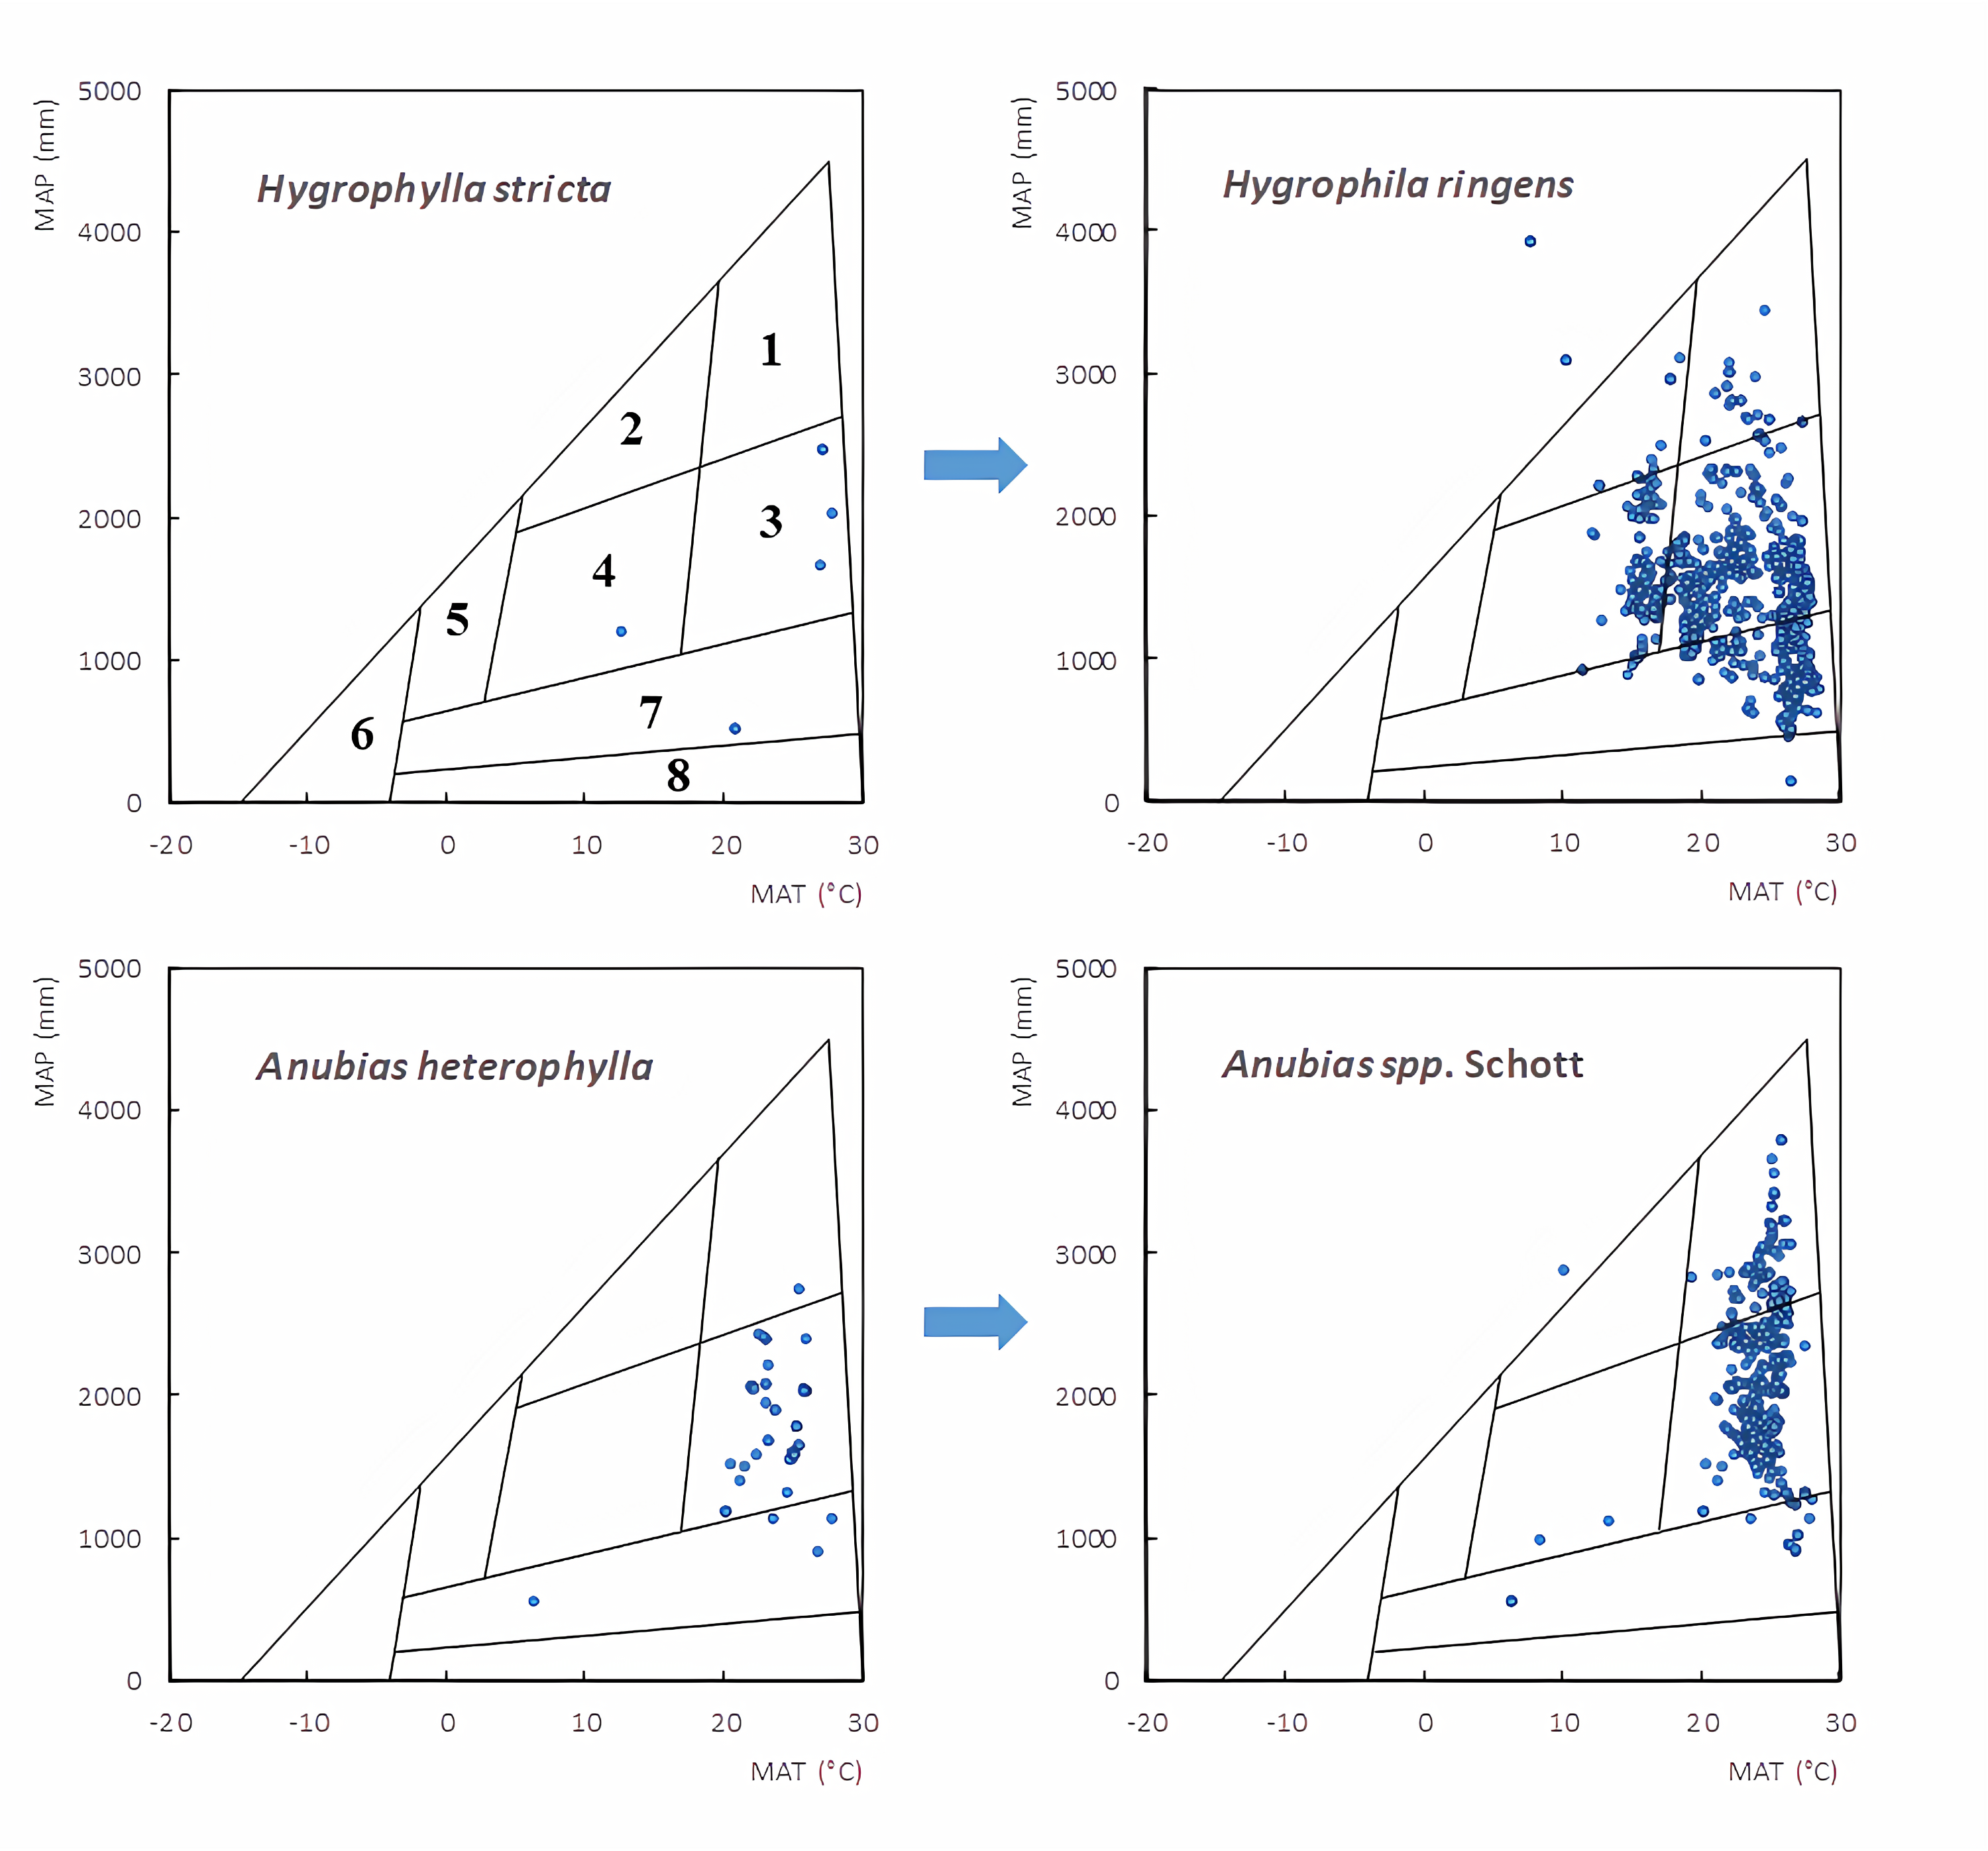 Hygrophylla stricta
MAP (mm)
5000
4000
3000
2000
1000
0
1
2
3
4
5
6
7
8
-20 -10 0 10 20 30
MAT (°C)
Hygrophila ringens
MAP (mm)
5000
4000
3000
2000
1000
0
-20 -10 0 10 20 30
MAT (°C)
Anubias heterophylla
MAP (mm)
5000
4000
3000
2000
1000
0
-20 -10 0 10 20 30
MAT (°C)
Anubias spp. Schott
MAP (mm)
5000
4000
3000
2000
1000
0
-20 -10 0 10 20 30
MAT (°C)